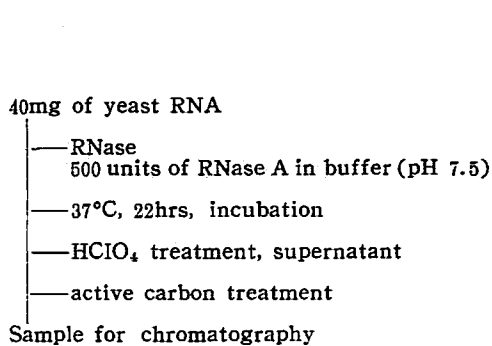 40mg of yeast RNA
RNase
500 units of RNase A in buffer (pH 7.5)
37°C, 22hrs, incubation
HClO₄ treatment, supernatant
active carbon treatment
Sample for chromatography